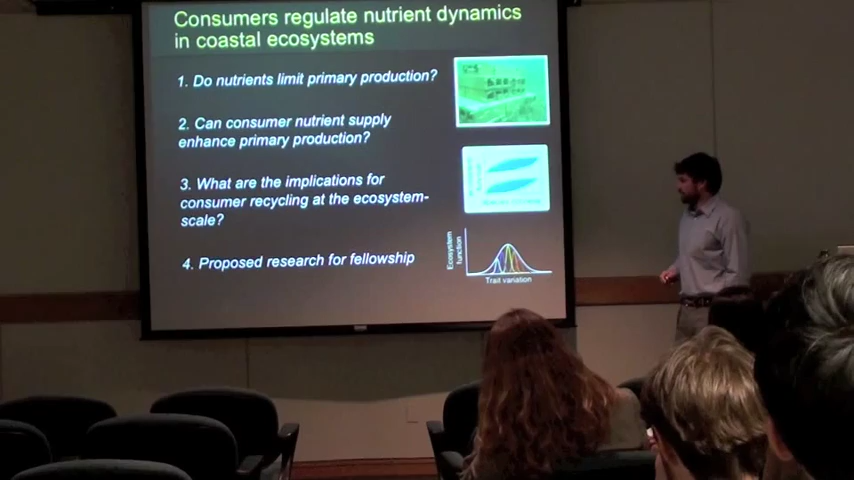 Consumers regulate nutrient dynamics
in coastal ecosystems
1. Do nutrients limit primary production?
2. Can consumer nutrient supply
enhance primary production?
3. What are the implications for
consumer recycling at the ecosystem-
scale?
4. Proposed research for fellowship
Ecosystem
function
Trait variation